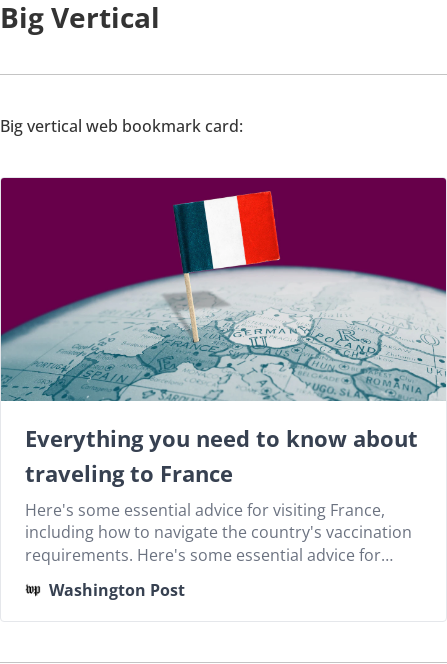 Big Vertical
Big vertical web bookmark card:
GERMANY
FRANCE
SPAIN
ROMANIA
Everything you need to know about
traveling to France
Here's some essential advice for visiting France,
including how to navigate the country's vaccination
requirements. Here's some essential advice for...
wp Washington Post